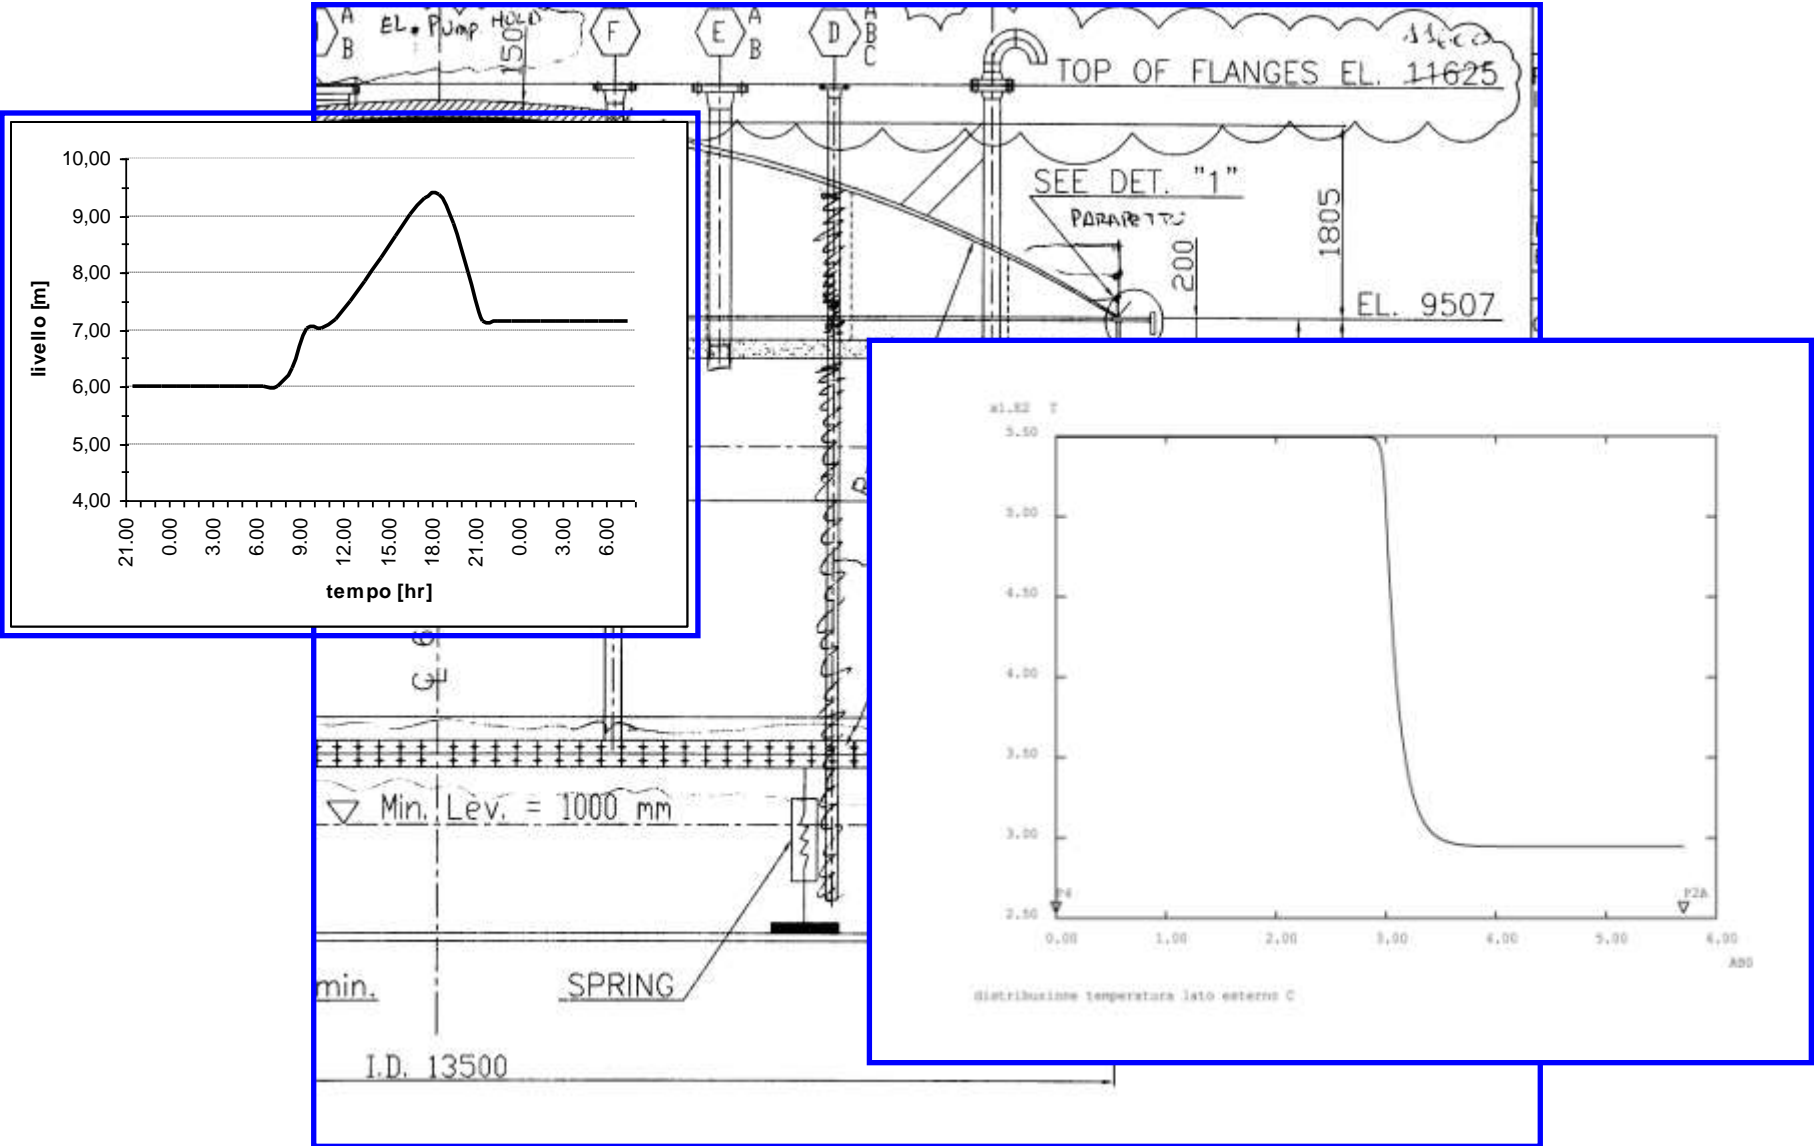 A
B
EL. PUMP HOLD
150
F
E
A
B
D
A
B
C
TOP OF FLANGES EL. 11625
SEE DET. "1"
PARAPETTO
200
1805
EL. 9507
10,00
9,00
8,00
7,00
6,00
5,00
4,00
livello [m]
21.00
0.00
3.00
6.00
9.00
12.00
15.00
18.00
21.00
0.00
3.00
6.00
tempo [hr]
x1.E2 T
5.50
5.00
4.50
4.00
3.50
3.00
2.50
P4
P2A
0.00 1.00 2.00 3.00 4.00 5.00 6.00
distribuzione temperatura lato esterno C
6
Min. Lev. = 1000 mm
min.
SPRING
I.D. 13500